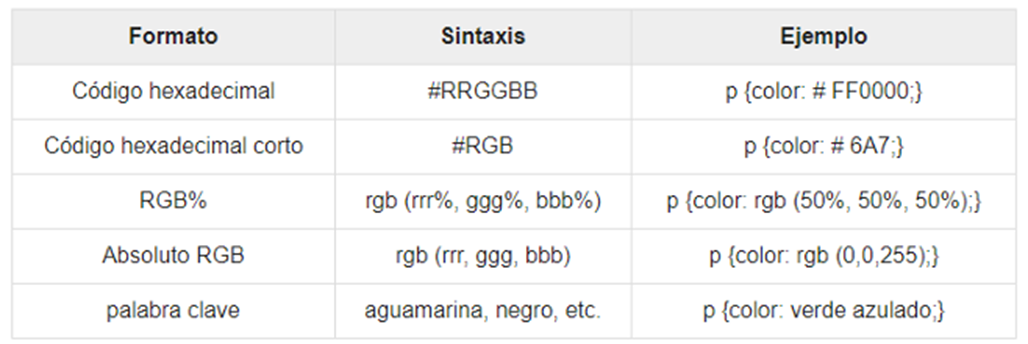 Formato Sintaxis Ejemplo
Código hexadecimal #RRGGBB p {color: # FF0000;}
Código hexadecimal corto #RGB p {color: # 6A7;}
RGB% rgb (rrr%, ggg%, bbb%) p {color: rgb (50%, 50%, 50%);}
Absoluto RGB rgb (rrr, ggg, bbb) p {color: rgb (0,0,255);}
palabra clave aguamarina, negro, etc. p {color: verde azulado;}